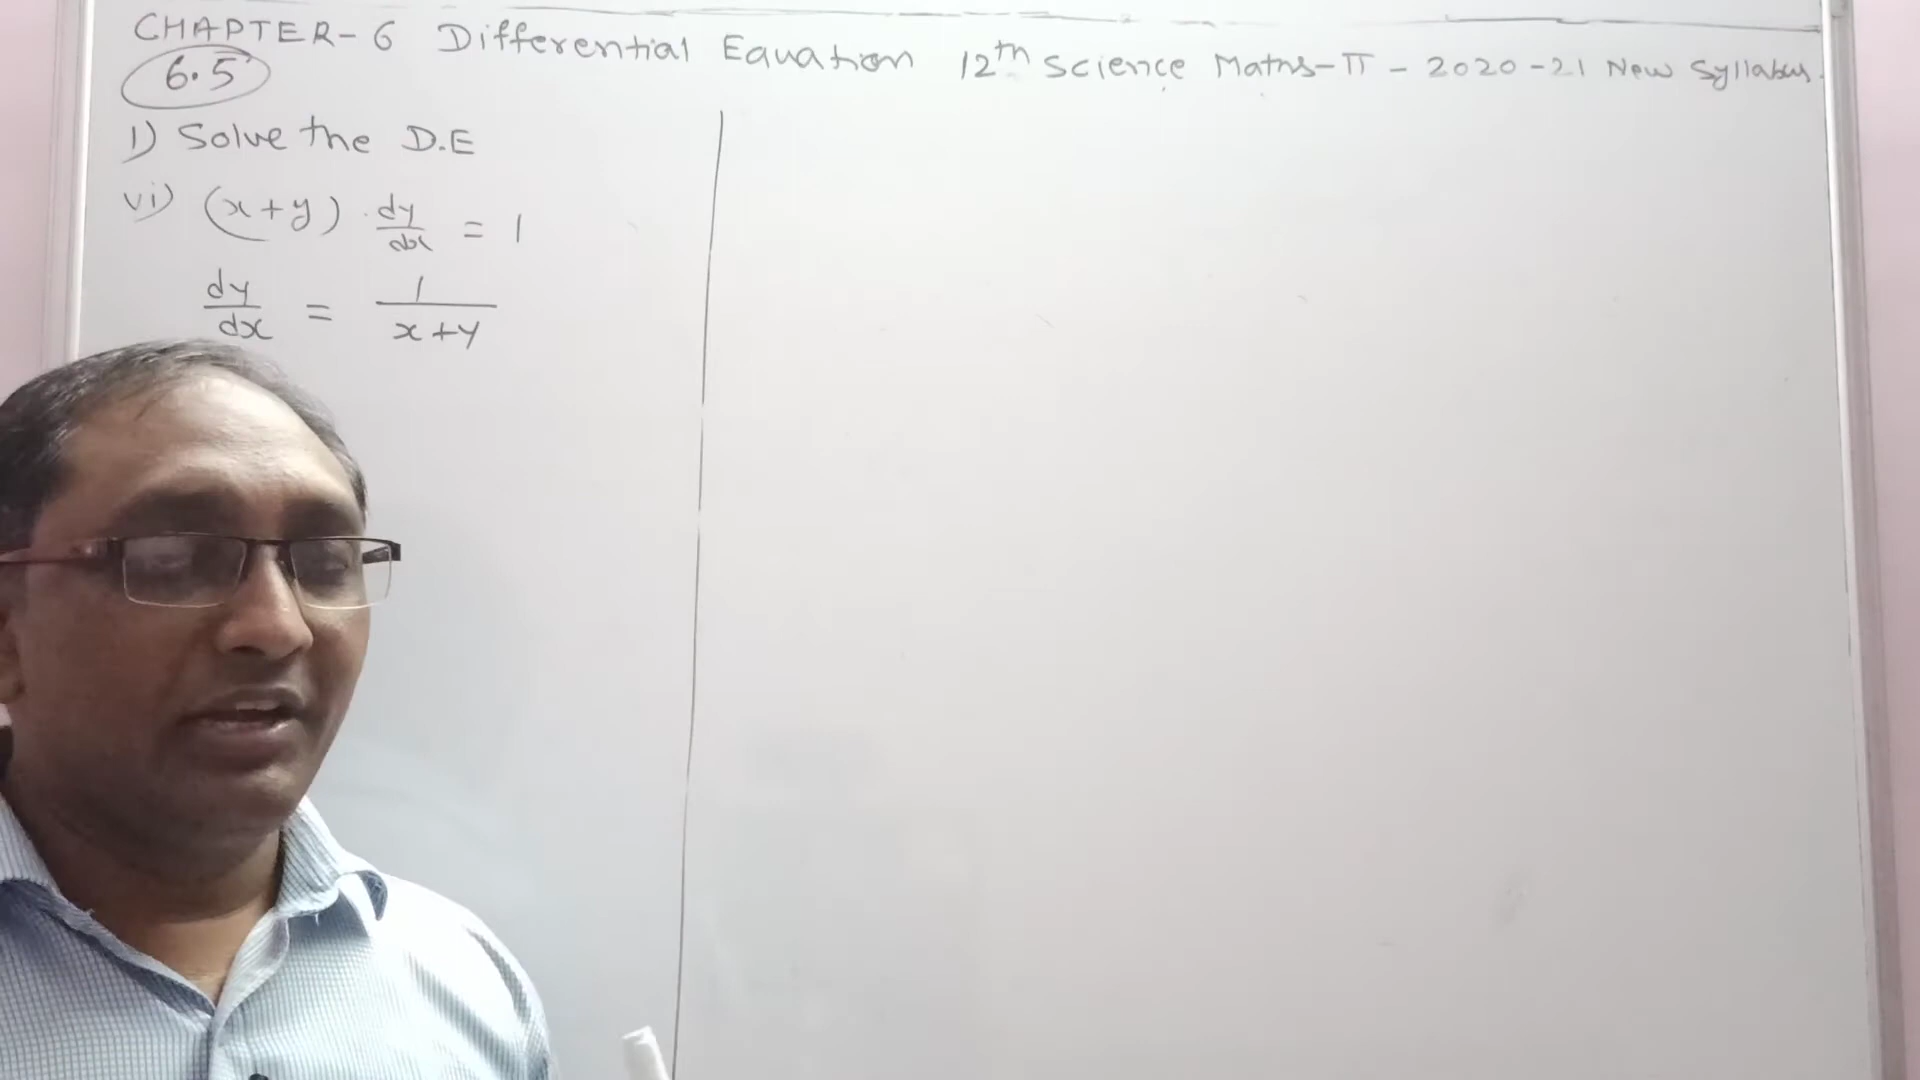 CHAPTER-6 Differential Equation 12th Science Maths-II - 2020-21 New Syllabus.
6.5
1) Solve the D.E
vi) (x+y) . dy/dx = 1
dy/dx = 1/x+y